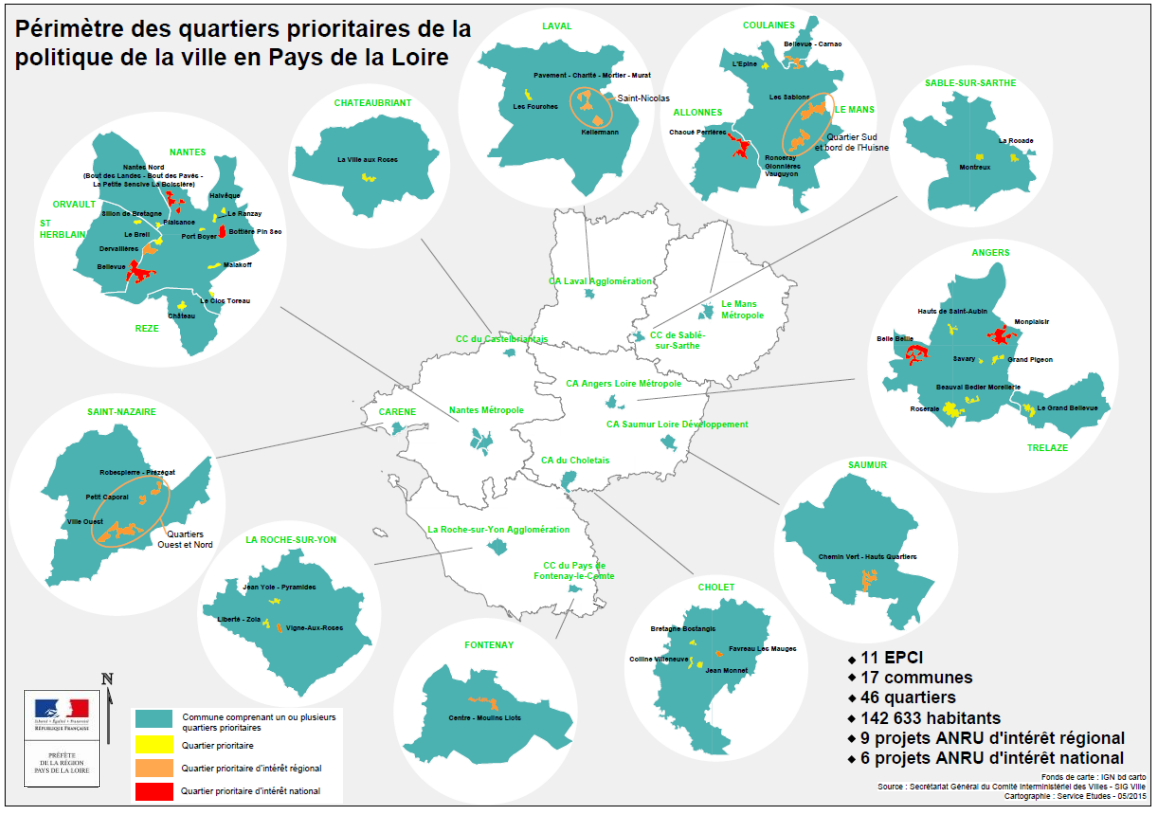 Périmètre des quartiers prioritaires de la
politique de la ville en Pays de la Loire
LAVAL
Pavement - Charité - Mortier - Murat
Les Fourches
Saint-Nicolas
Kellermann
COULAINES
Bellevue - Carnac
L'Epine
Les Sablons
LE MANS
ALLONNES
Chaoué Perrières
Quartier Sud
et bord de l'Huisne
Ronceray
Glonnières
Vauguyon
SABLE-SUR-SARTHE
La Rosade
Montreux
CHATEAUBRIANT
La Ville aux Roses
NANTES
Nantes Nord
(Bout des Landes - Bout des Pavés -
La Petite Sensive La Boissière)
Halvêque
ORVAULT
Sillon de Bretagne
Le Ranzay
Plaisance
ST
HERBLAIN
Le Breil
Port Boyer
Bottière Pin Sec
Dervallières
Bellevue
Malakoff
Le Clos Toreau
Château
REZE
ANGERS
Hauts de Saint-Aubin
Monplaisir
Belle Beille
Savary
Grand Pigeon
Beauval Bedier Morellerie
Roseraie
Le Grand Bellevue
TRELAZE
CA Laval Agglomération
Le Mans
Métropole
CC de Sablé-
sur-Sarthe
CC du Castelbriantais
CA Angers Loire Métropole
CARENE
Nantes Métropole
CA Saumur Loire Développement
CA du Choletais
La Roche-sur-Yon Agglomération
CC du Pays de
Fontenay-le-Comte
SAINT-NAZAIRE
Robespierre - Prézégat
Petit Caporal
Ville Ouest
Quartiers
Ouest et Nord
SAUMUR
Chemin Vert - Hauts Quartiers
LA ROCHE-SUR-YON
Jean Yole - Pyramides
Liberté - Zola
Vigne-Aux-Roses
CHOLET
Bretagne Bostangis
Favreau Les Mauges
Colline Villeneuve
Jean Monnet
FONTENAY
Centre - Moulins Liots
N
Liberté • Égalité • Fraternité
RÉPUBLIQUE FRANÇAISE
PRÉFÈTE
DE LA RÉGION
PAYS DE LA LOIRE
Commune comprenant un ou plusieurs
quartiers prioritaires
Quartier prioritaire
Quartier prioritaire d'intérêt régional
Quartier prioritaire d'intérêt national
◆ 11 EPCI
◆ 17 communes
◆ 46 quartiers
◆ 142 633 habitants
◆ 9 projets ANRU d'intérêt régional
◆ 6 projets ANRU d'intérêt national
Fonds de carte : IGN bd carto
Source : Secrétariat Général du Comité Interministériel des Villes - SIG Ville
Cartographie : Service Etudes - 05/2015